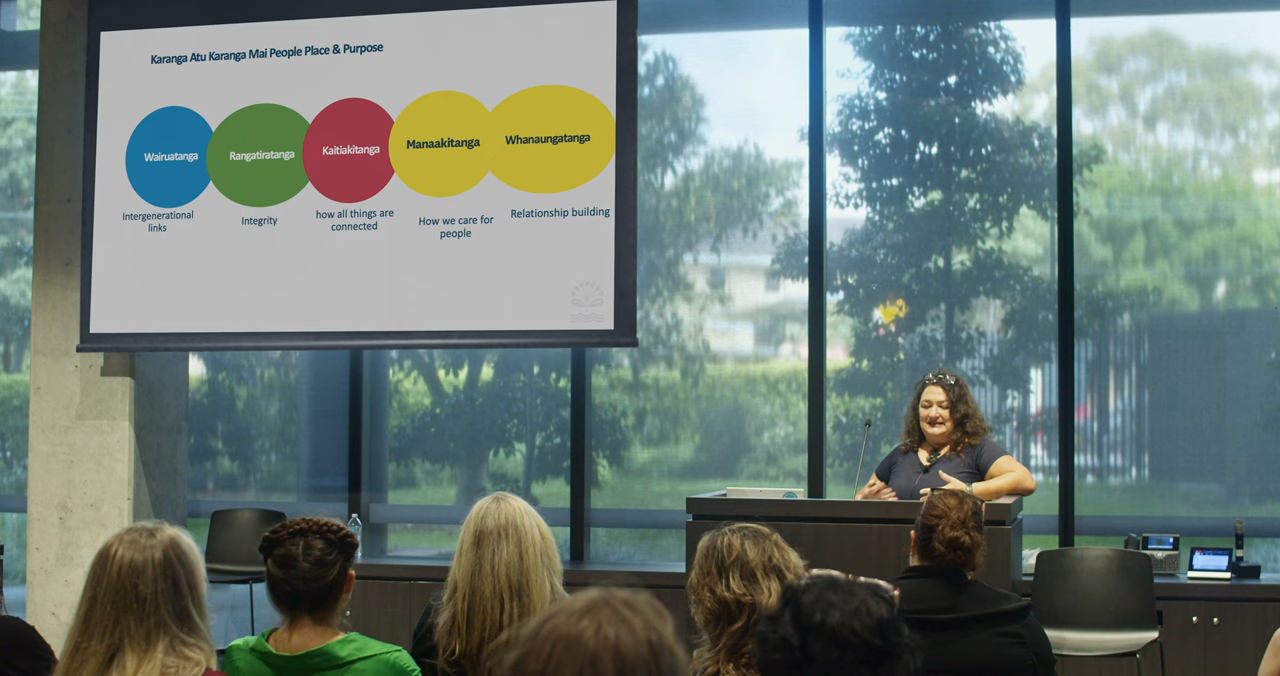 Karanga Atu Karanga Mai People Place & Purpose
Wairuatanga
Rangatiratanga
Kaitiakitanga
Manaakitanga
Whanaungatanga
Intergenerational
links
Integrity
how all things are
connected
How we care for
people
Relationship building